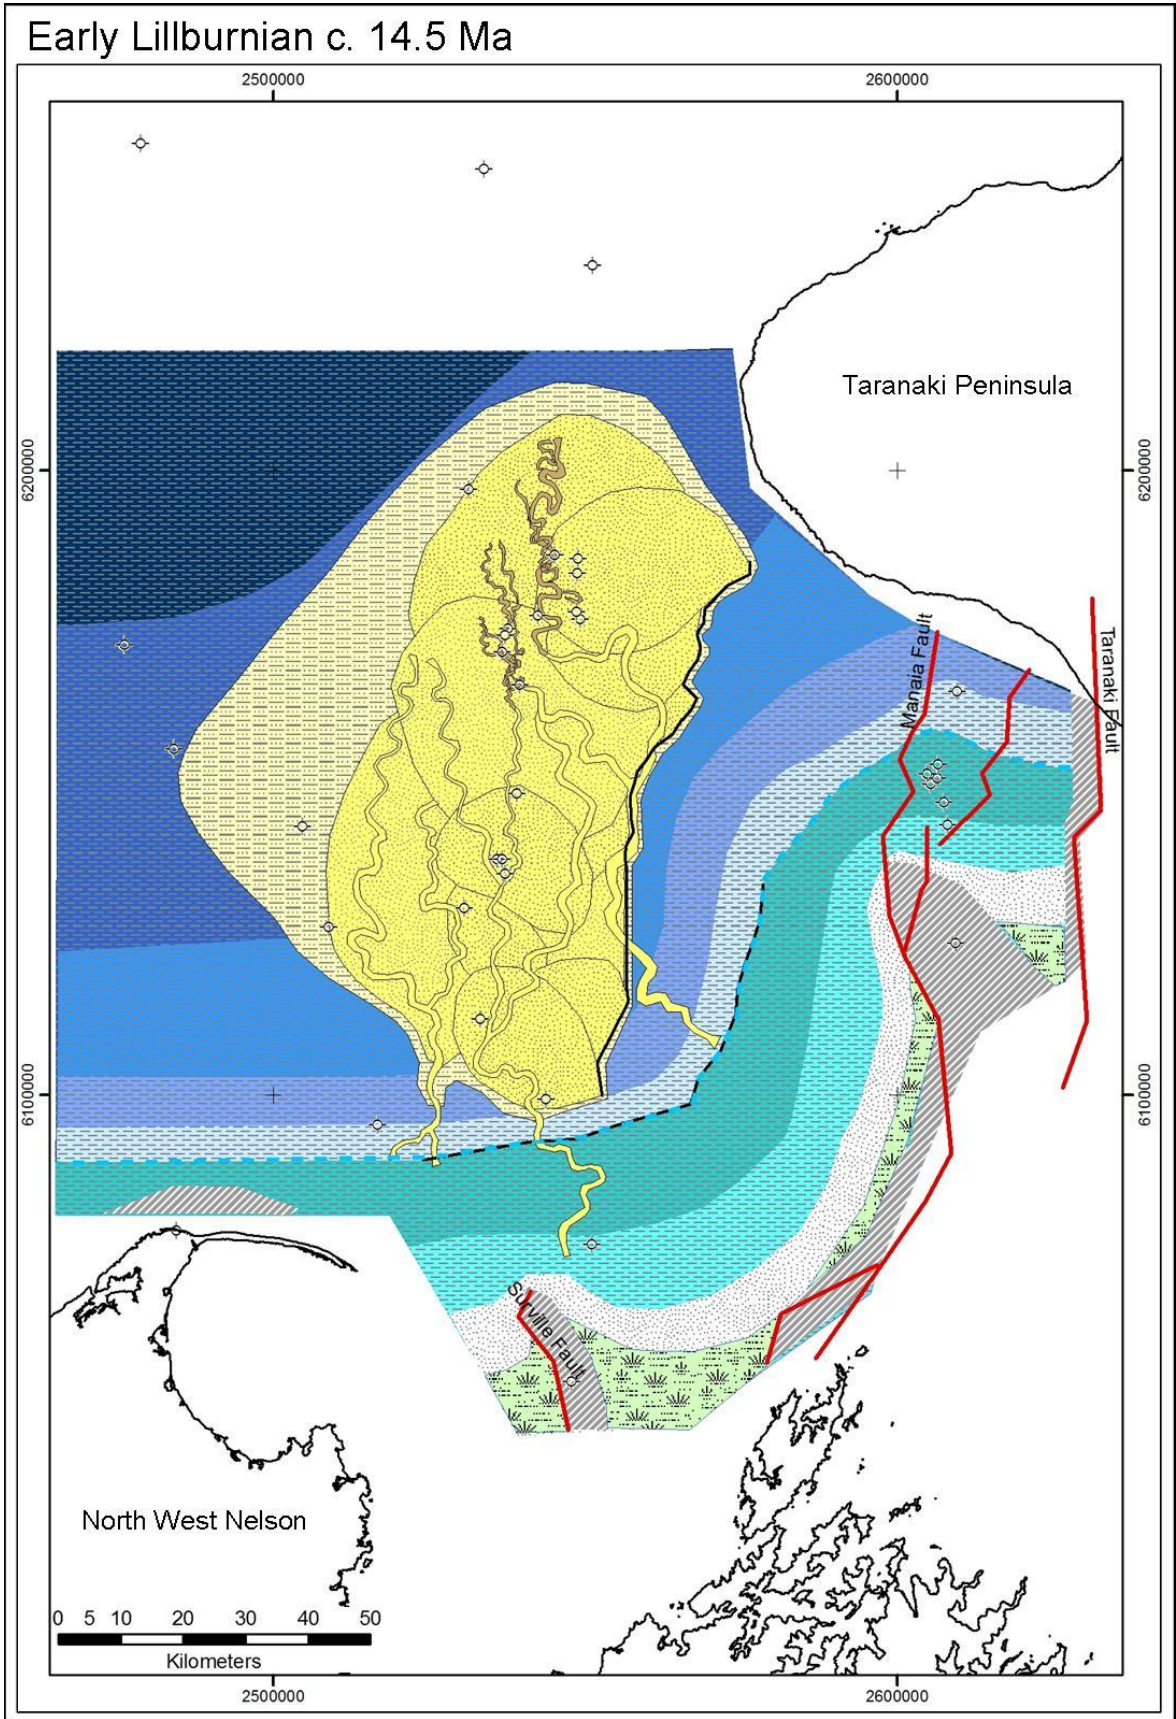 Early Lillburnian c. 14.5 Ma
2500000 2600000
Taranaki Peninsula
6200000 6200000
Manaia Fault
Taranaki Fault
6100000 6100000
Surville Fault
North West Nelson
0 5 10 20 30 40 50
Kilometers
2500000 2600000